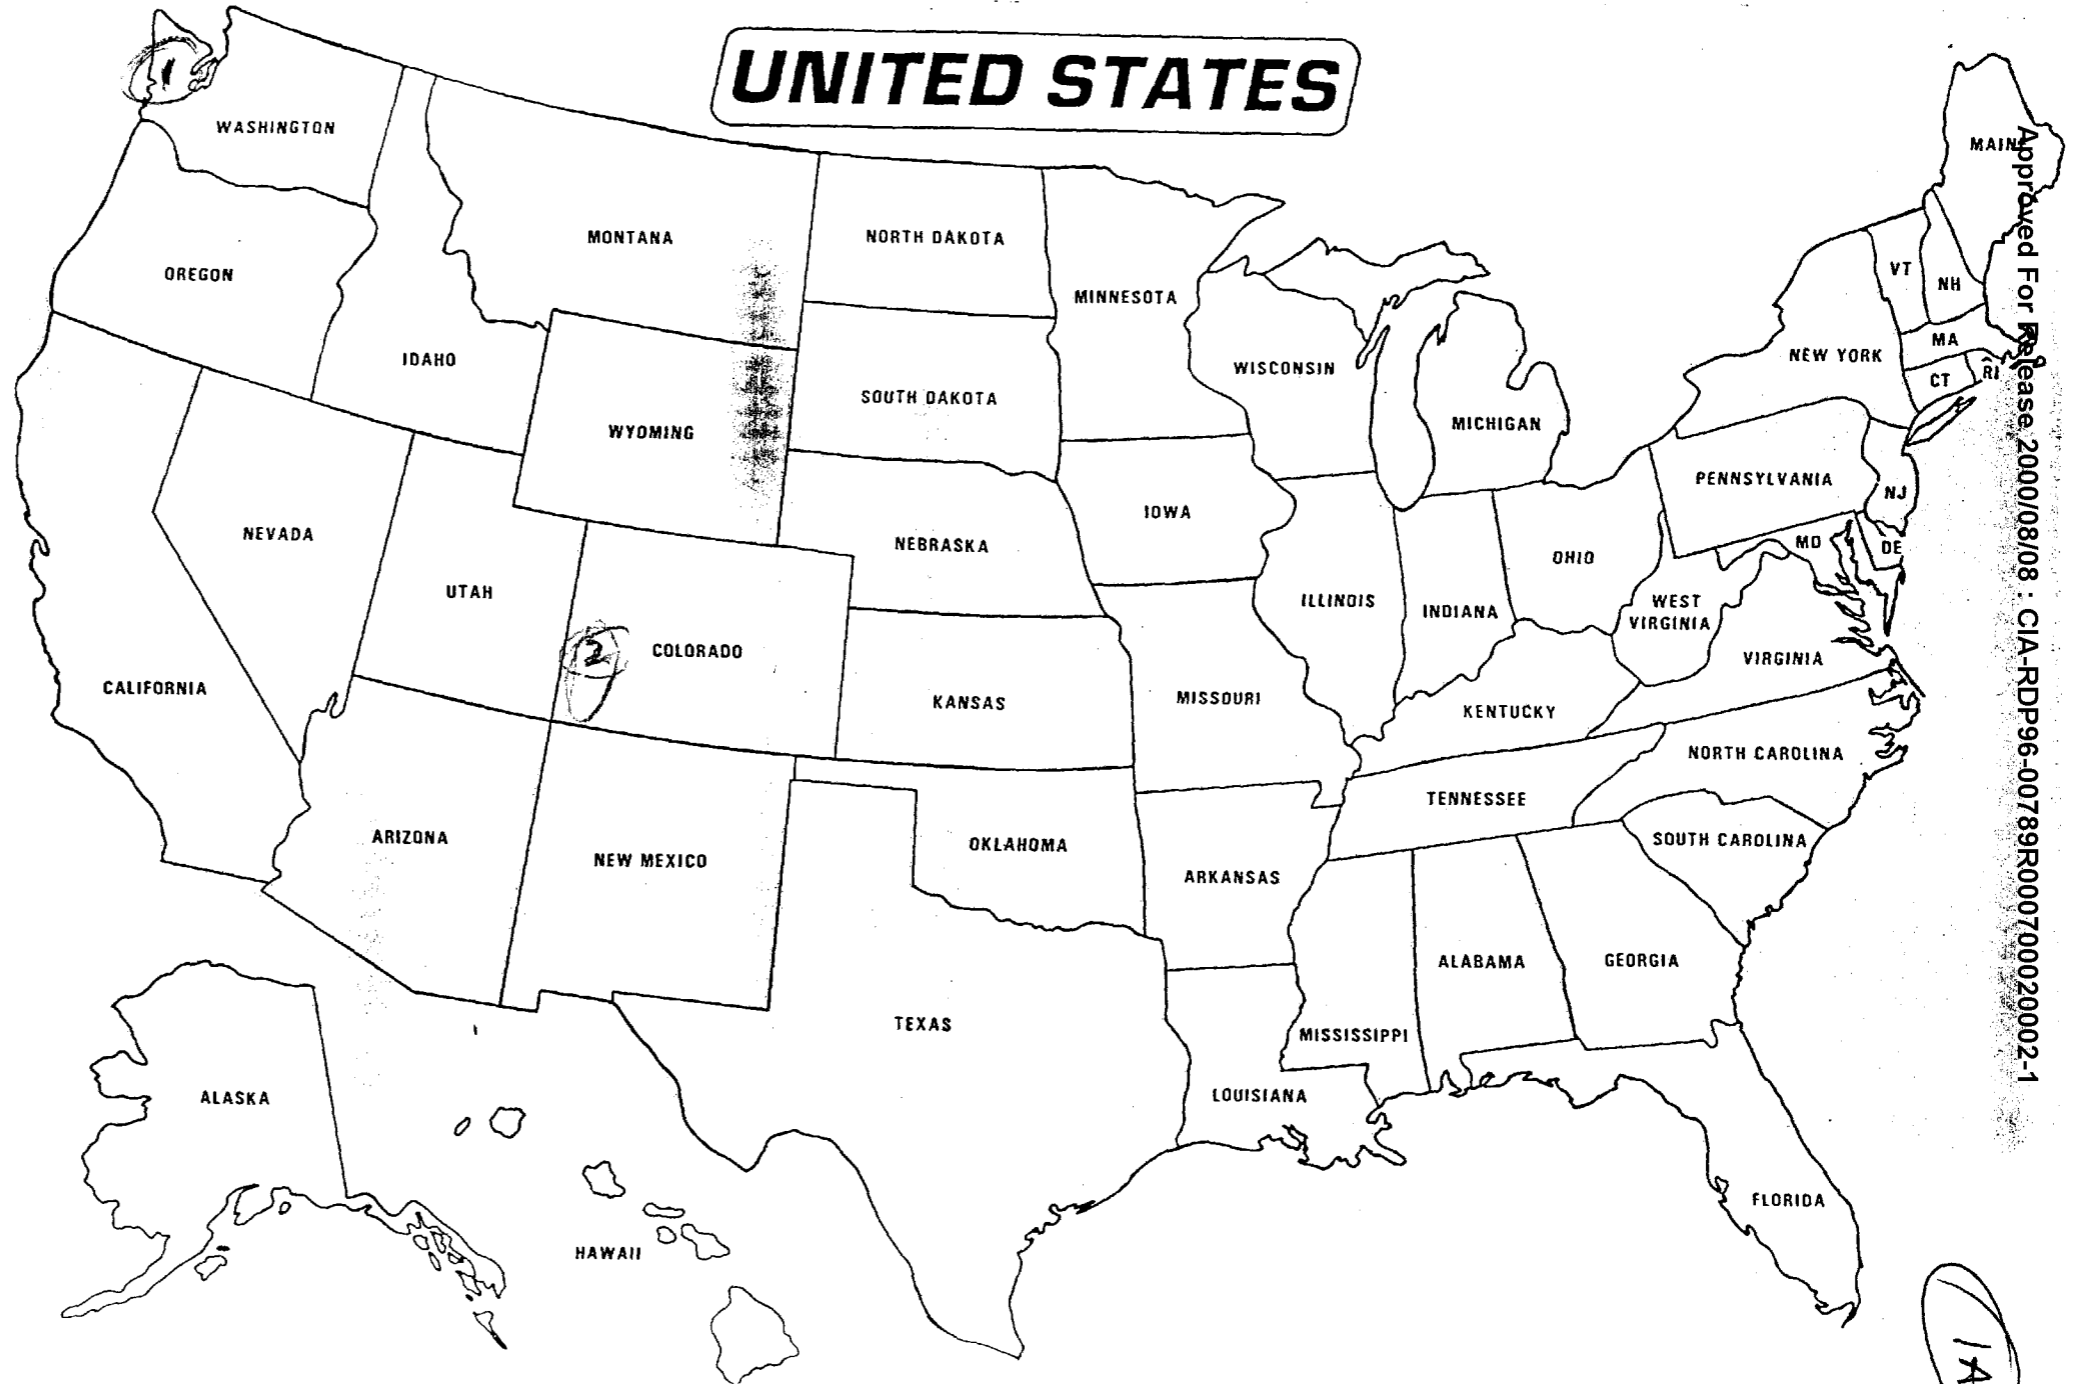 UNITED STATES
1
WASHINGTON
MAINE
MONTANA
NORTH DAKOTA
OREGON
MINNESOTA
VT
NH
IDAHO
SOUTH DAKOTA
WISCONSIN
MICHIGAN
NEW YORK
MA
CT
RI
WYOMING
PENNSYLVANIA
NJ
NEVADA
NEBRASKA
IOWA
OHIO
MD
DE
UTAH
2
COLORADO
ILLINOIS
INDIANA
WEST
VIRGINIA
CALIFORNIA
KANSAS
MISSOURI
KENTUCKY
VIRGINIA
ARIZONA
NEW MEXICO
OKLAHOMA
TENNESSEE
NORTH CAROLINA
ARKANSAS
SOUTH CAROLINA
TEXAS
MISSISSIPPI
ALABAMA
GEORGIA
LOUISIANA
ALASKA
HAWAII
FLORIDA
1A
Approved For Release 2000/08/08 : CIA-RDP96-00789R000700020002-1